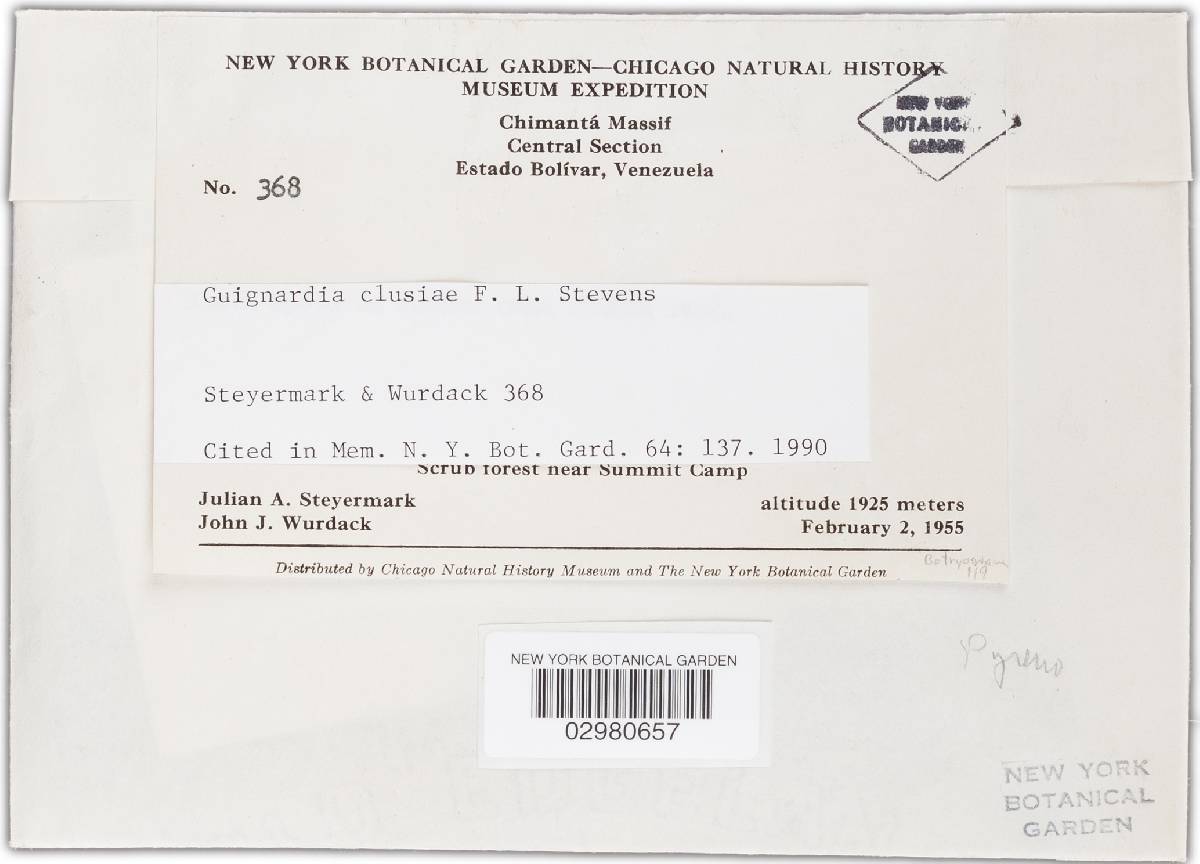 NEW YORK BOTANICAL GARDEN—CHICAGO NATURAL HISTORY
MUSEUM EXPEDITION
Chimantá Massif
Central Section
Estado Bolívar, Venezuela
NEW YORK
BOTANICAL
GARDEN
No. 368
Guignardia clusiae F. L. Stevens
Steyermark & Wurdack 368
Cited in Mem. N. Y. Bot. Gard. 64: 137. 1990
Scrub forest near Summit Camp
Julian A. Steyermark
altitude 1925 meters
John J. Wurdack
February 2, 1955
Distributed by Chicago Natural History Museum and The New York Botanical Garden
Pyreno
NEW YORK BOTANICAL GARDEN
02980657
NEW YORK
BOTANICAL
GARDEN